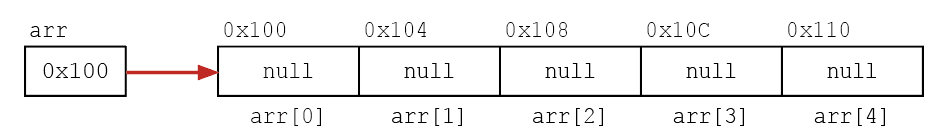 arr 0x100 0x104 0x108 0x10C 0x110
0x100 null null null null null
arr[0] arr[1] arr[2] arr[3] arr[4]